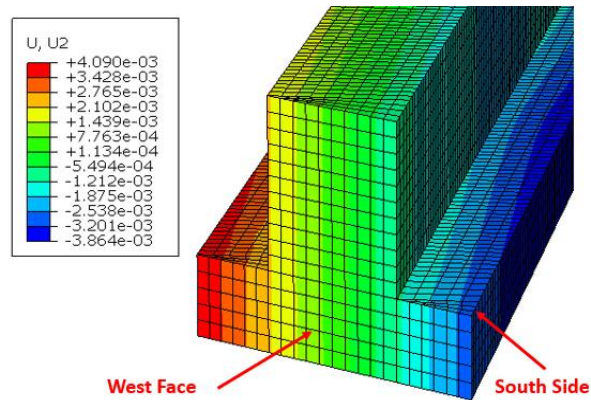 U, U2
+4.090e-03
+3.428e-03
+2.765e-03
+2.102e-03
+1.439e-03
+7.763e-04
+1.134e-04
-5.494e-04
-1.212e-03
-1.875e-03
-2.538e-03
-3.201e-03
-3.864e-03
West Face
South Side